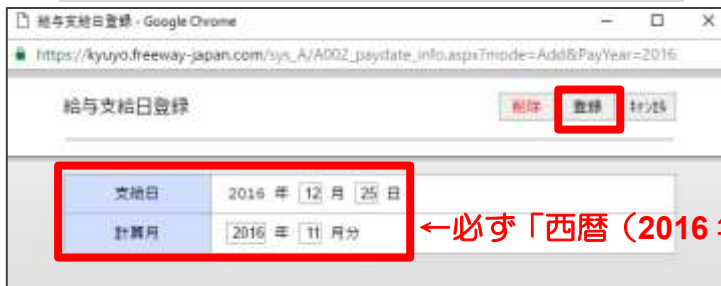 給与支給日登録 - Google Chrome
https://kyuyo.freeway-japan.com/sys_A/A002_paydate_info.aspx?mode=Add&PayYear=2016
給与支給日登録 削除 登録 ｷｬﾝｾﾙ
支給日 2016 年 12 月 25 日
計算月 2016 年 11 月分
←必ず「西暦（2016